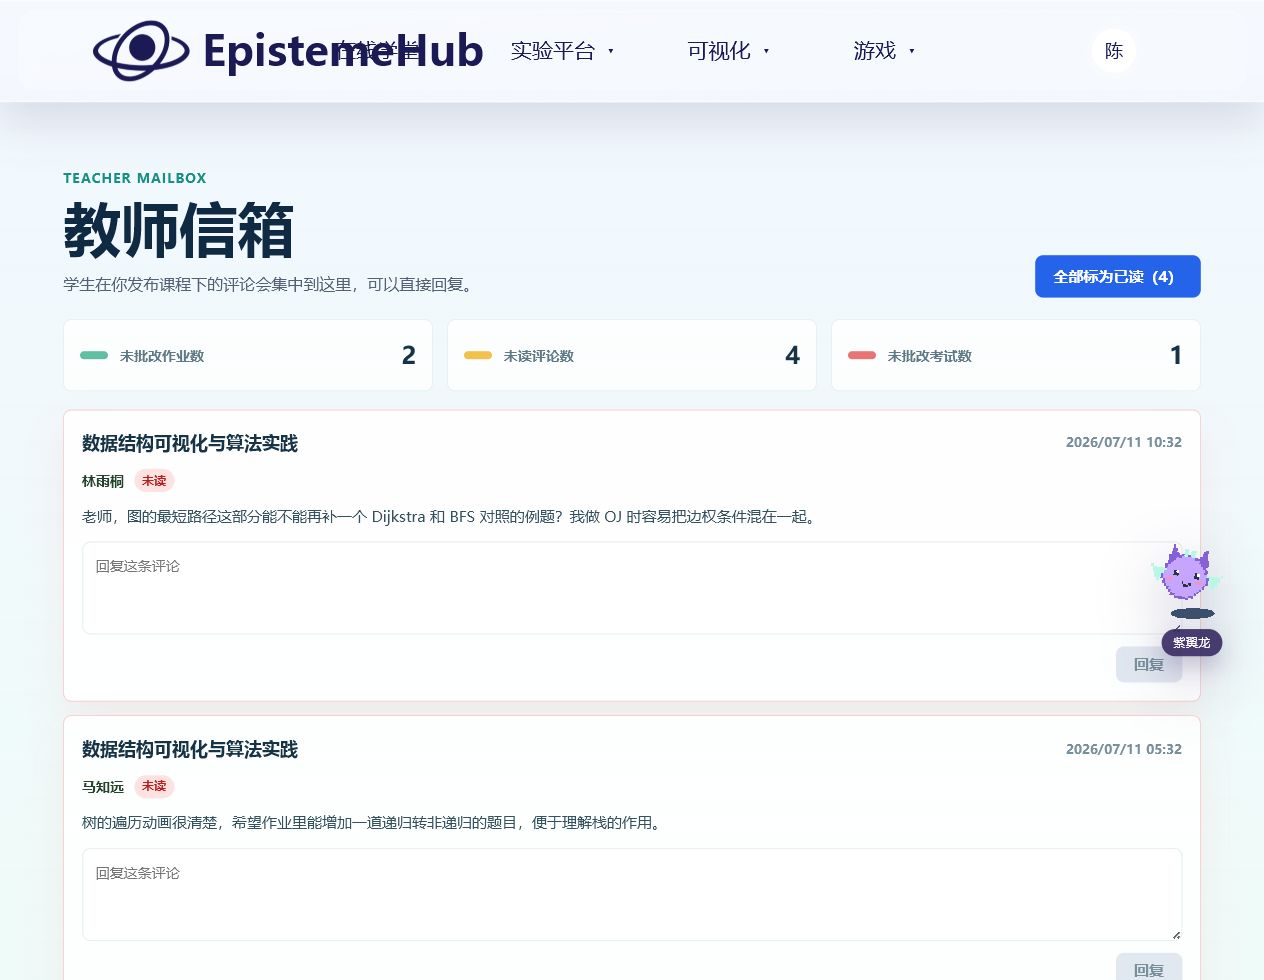 EpistemeHub
在线学堂
实验平台 ▾
可视化 ▾
游戏 ▾
陈
TEACHER MAILBOX
教师信箱
学生在你发布课程下的评论会集中到这里，可以直接回复。
全部标为已读（4）
未批改作业数 2
未读评论数 4
未批改考试数 1
数据结构可视化与算法实践 2026/07/11 10:32
林雨桐 未读
老师，图的最短路径这部分能不能再补一个 Dijkstra 和 BFS 对照的例题？我做 OJ 时容易把边权条件混在一起。
回复这条评论
紫翼龙
回复
数据结构可视化与算法实践 2026/07/11 05:32
马知远 未读
树的遍历动画很清楚，希望作业里能增加一道递归转非递归的题目，便于理解栈的作用。
回复这条评论
回复